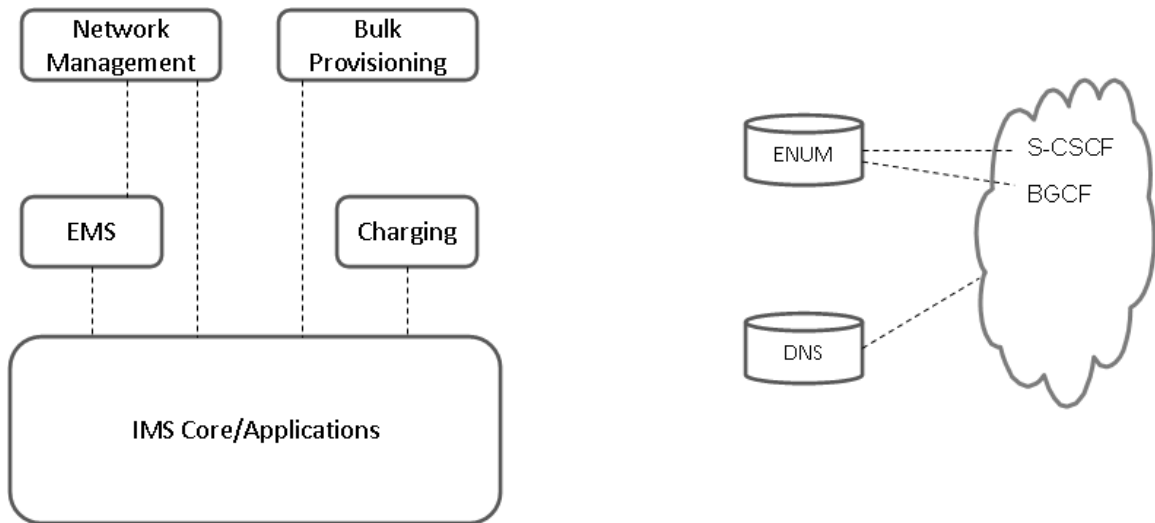 Network
Management
Bulk
Provisioning
EMS
Charging
IMS Core/Applications
ENUM
S-CSCF
BGCF
DNS